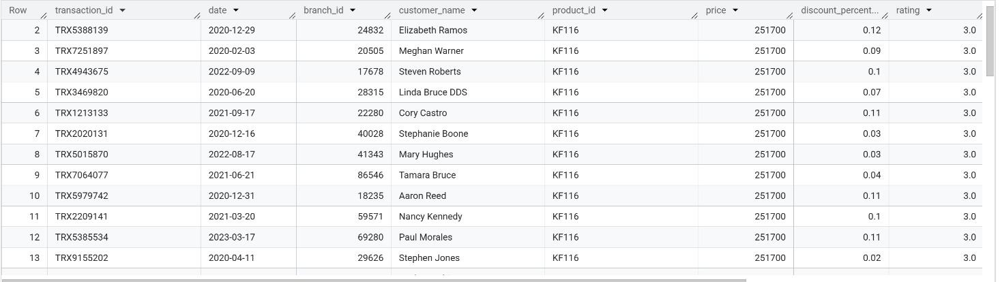 Row transaction_id date branch_id customer_name product_id price discount_percent... rating
2 TRX5388139 2020-12-29 24832 Elizabeth Ramos KF116 251700 0.12 3.0
3 TRX7251897 2020-02-03 20505 Meghan Warner KF116 251700 0.09 3.0
4 TRX4943675 2022-09-09 17678 Steven Roberts KF116 251700 0.1 3.0
5 TRX3469820 2020-06-20 28315 Linda Bruce DDS KF116 251700 0.07 3.0
6 TRX1213133 2021-09-17 22280 Cory Castro KF116 251700 0.11 3.0
7 TRX2020131 2020-12-16 40028 Stephanie Boone KF116 251700 0.03 3.0
8 TRX5015870 2022-08-17 41343 Mary Hughes KF116 251700 0.03 3.0
9 TRX7064077 2021-06-21 86546 Tamara Bruce KF116 251700 0.04 3.0
10 TRX5979742 2020-12-31 18235 Aaron Reed KF116 251700 0.11 3.0
11 TRX2209141 2021-03-20 59571 Nancy Kennedy KF116 251700 0.1 3.0
12 TRX5385534 2023-03-17 69280 Paul Morales KF116 251700 0.11 3.0
13 TRX9155202 2020-04-11 29626 Stephen Jones KF116 251700 0.02 3.0